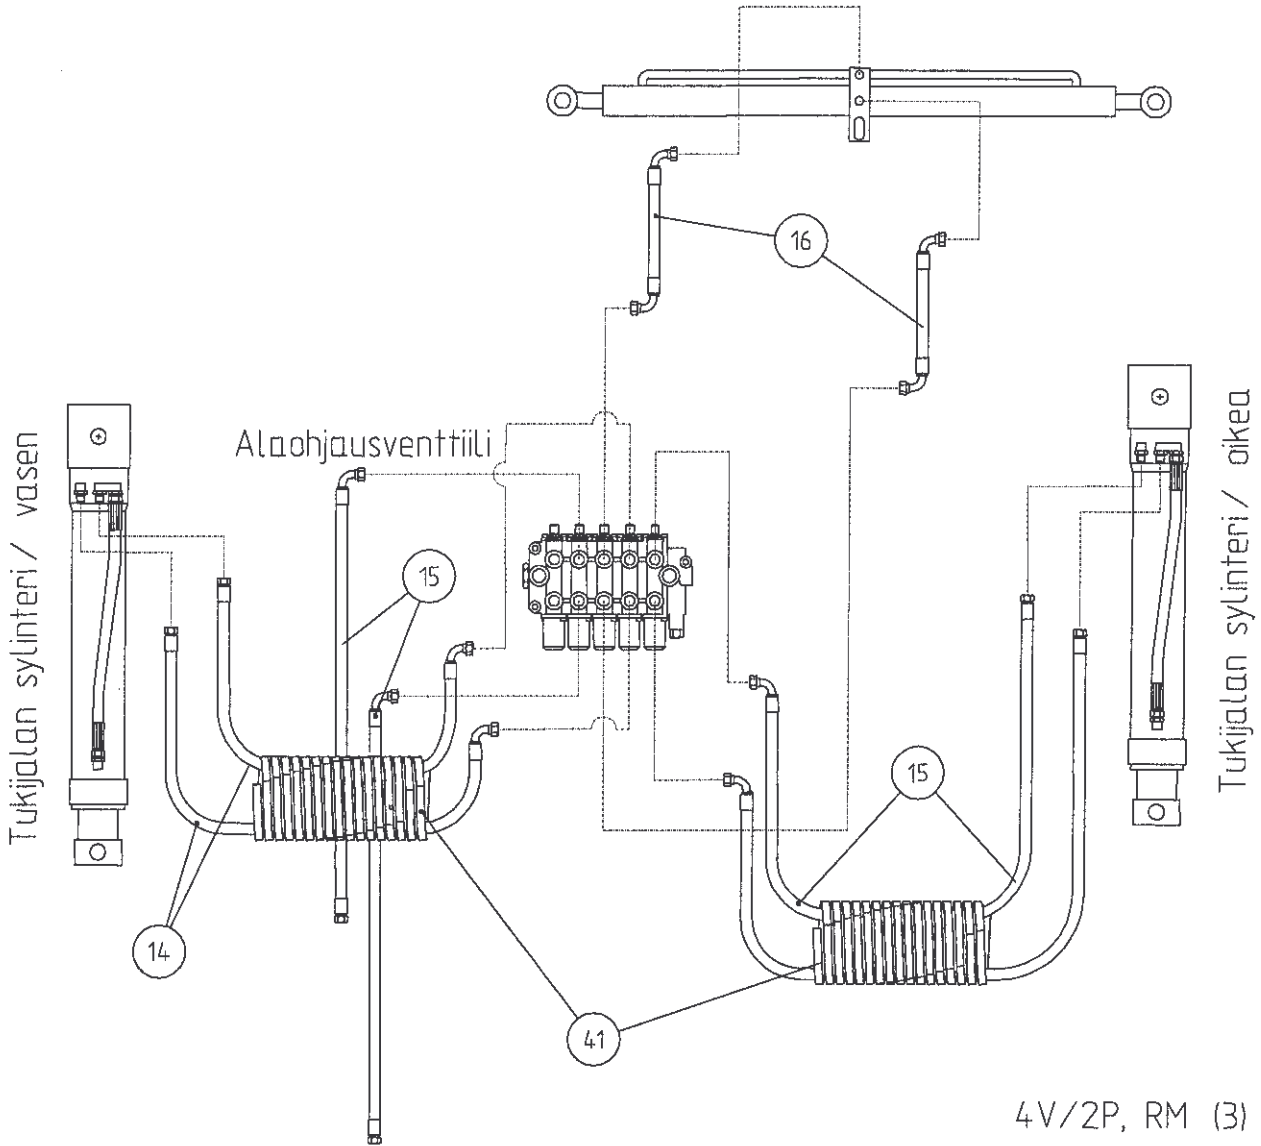 16
Alaohjausventtiili
Tukijalan sylinteri / vasen
Tukijalan sylinteri / oikea
15
15
14
41
4V/2P, RM (3)